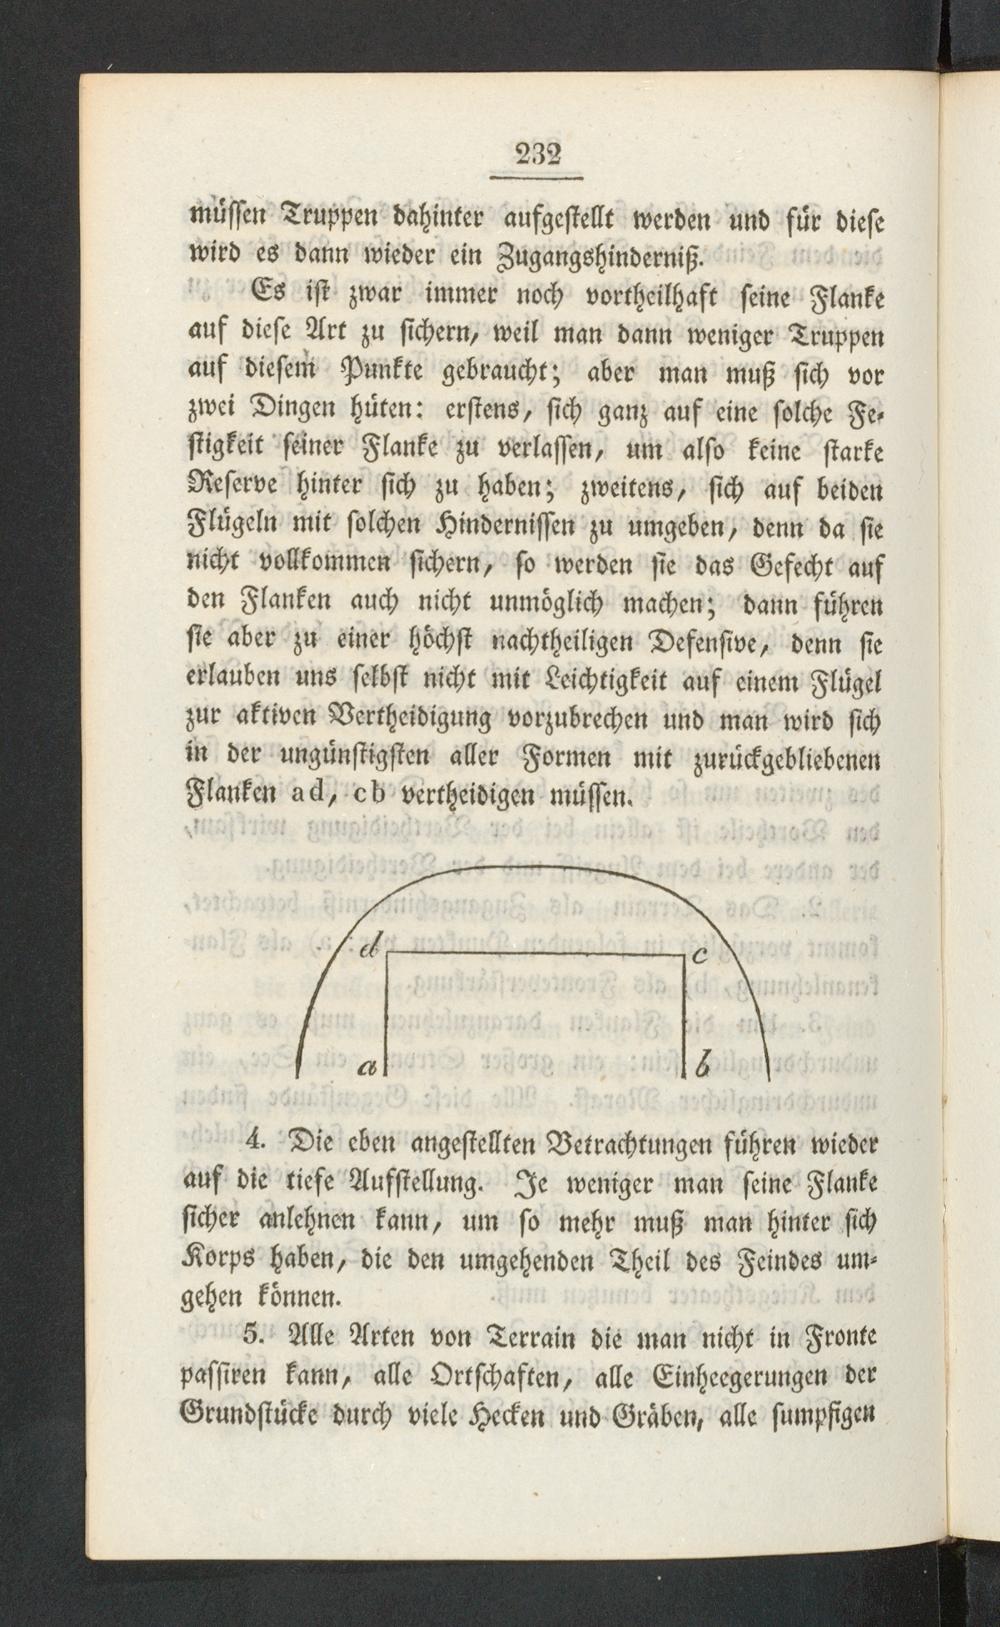 232
müssen Truppen dahinter aufgestellt werden und für diese
wird es dann wieder ein Zugangshinderniß.
Es ist zwar immer noch vortheilhaft seine Flanke
auf diese Art zu sichern, weil man dann weniger Truppen
auf diesem Punkte gebraucht; aber man muß sich vor
zwei Dingen hüten: erstens, sich ganz auf eine solche Fe-
stigkeit seiner Flanke zu verlassen, um also keine starke
Reserve hinter sich zu haben; zweitens, sich auf beiden
Flügeln mit solchen Hindernissen zu umgeben, denn da sie
nicht vollkommen sichern, so werden sie das Gefecht auf
den Flanken auch nicht unmöglich machen; dann führen
sie aber zu einer höchst nachtheiligen Defensive, denn sie
erlauben uns selbst nicht mit Leichtigkeit auf einem Flügel
zur aktiven Vertheidigung vorzubrechen und man wird sich
in der ungünstigsten aller Formen mit zurückgebliebenen
Flanken ad, cb vertheidigen müssen.
d c
a b
4. Die eben angestellten Betrachtungen führen wieder
auf die tiefe Aufstellung. Je weniger man seine Flanke
sicher anlehnen kann, um so mehr muß man hinter sich
Korps haben, die den umgehenden Theil des Feindes um-
gehen können.
5. Alle Arten von Terrain die man nicht in Fronte
passiren kann, alle Ortschaften, alle Einheegerungen der
Grundstücke durch viele Hecken und Gräben, alle sumpfigen